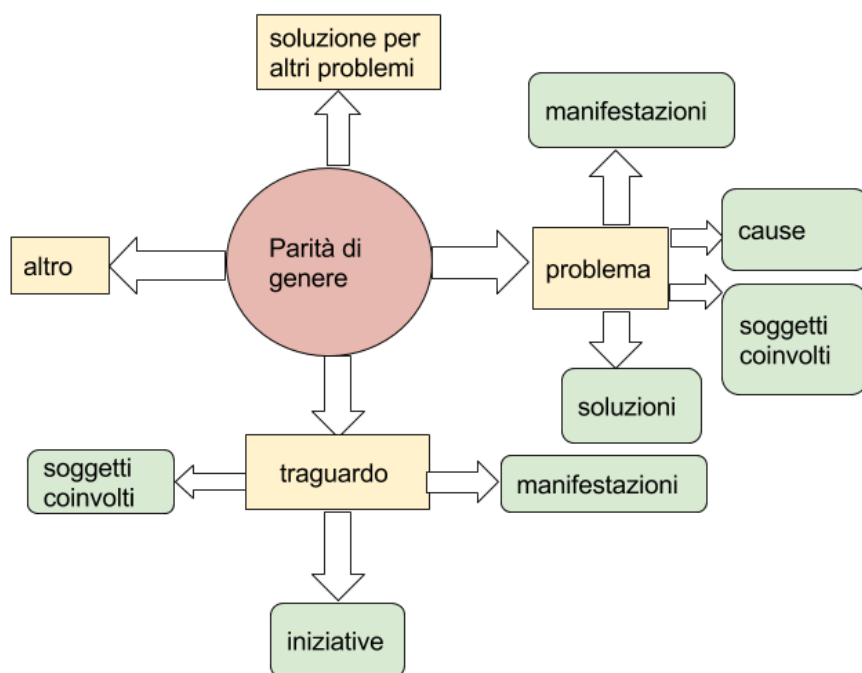 soluzione per
altri problemi
manifestazioni
cause
Parità di
genere
altro
problema
soggetti
coinvolti
soluzioni
soggetti
coinvolti
traguardo
manifestazioni
iniziative